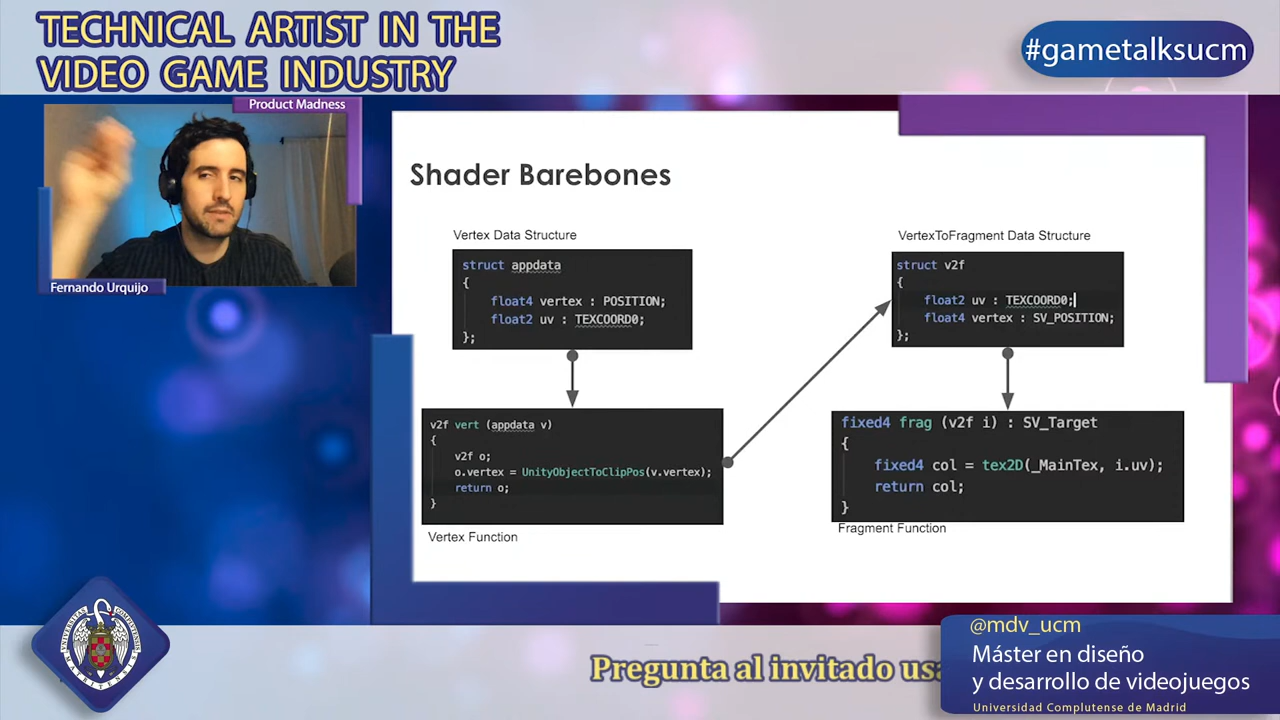 TECHNICAL ARTIST IN THE
VIDEO GAME INDUSTRY
#gametalksucm
Product Madness
Fernando Urquijo
Shader Barebones
Vertex Data Structure
struct appdata
{
float4 vertex : POSITION;
float2 uv : TEXCOORD0;
};
v2f vert (appdata v)
{
v2f o;
o.vertex = UnityObjectToClipPos(v.vertex);
return o;
}
Vertex Function
VertexToFragment Data Structure
struct v2f
{
float2 uv : TEXCOORD0;
float4 vertex : SV_POSITION;
};
fixed4 frag (v2f i) : SV_Target
{
fixed4 col = tex2D(_MainTex, i.uv);
return col;
}
Fragment Function
Pregunta al invitado usa
@mdv_ucm
Máster en diseño
y desarrollo de videojuegos
Universidad Complutense de Madrid